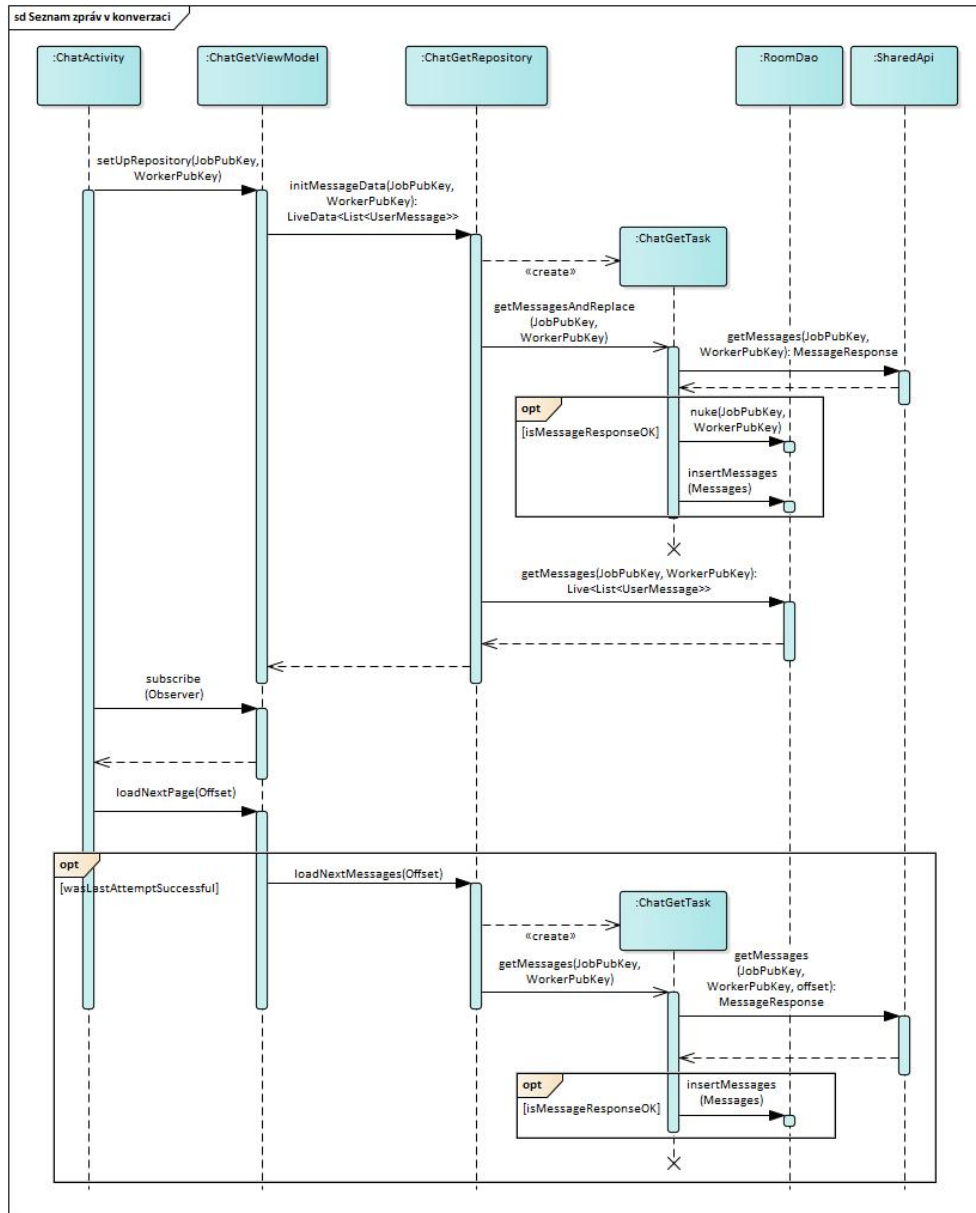 sd Seznam zpráv v konverzaci
:ChatActivity
:ChatGetViewModel
:ChatGetRepository
:RoomDao
:SharedApi
setUpRepository(JobPubKey,
WorkerPubKey)
initMessageData(JobPubKey,
WorkerPubKey):
LiveData<List<UserMessage>>
:ChatGetTask
«create»
getMessagesAndReplace
(JobPubKey,
WorkerPubKey)
getMessages(JobPubKey,
WorkerPubKey): MessageResponse
opt
[isMessageResponseOK]
nuke(JobPubKey,
WorkerPubKey)
insertMessages
(Messages)
getMessages(JobPubKey, WorkerPubKey):
Live<List<UserMessage>>
subscribe
(Observer)
loadNextPage(Offset)
opt
[wasLastAttemptSuccessful]
loadNextMessages(Offset)
:ChatGetTask
«create»
getMessages(JobPubKey,
WorkerPubKey)
getMessages
(JobPubKey,
WorkerPubKey, offset):
MessageResponse
opt
[isMessageResponseOK]
insertMessages
(Messages)